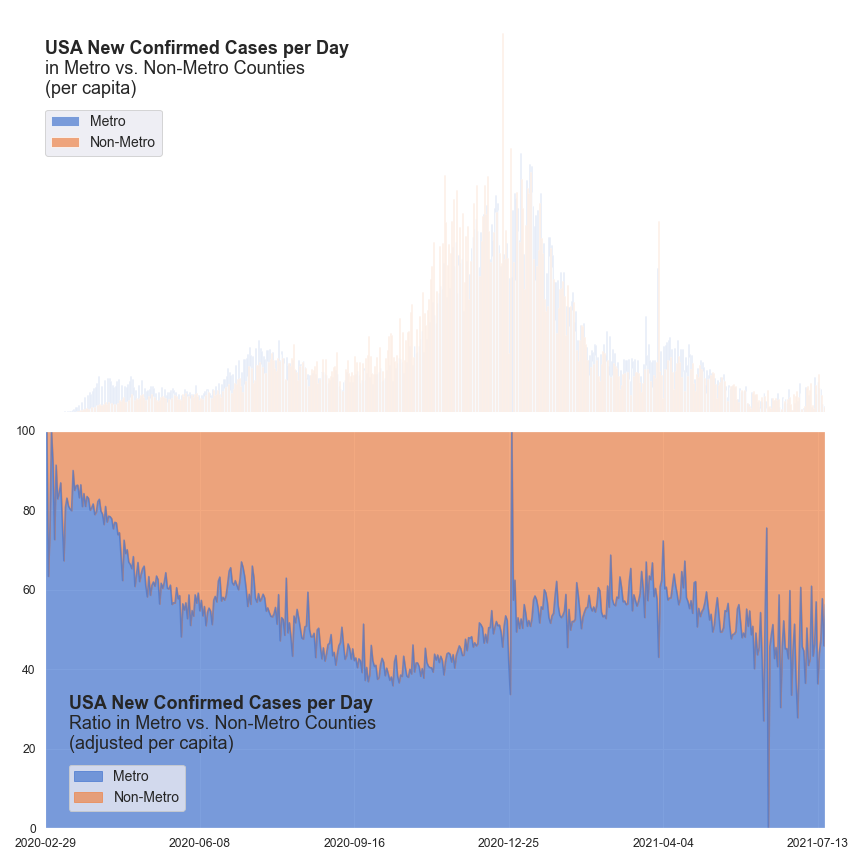 USA New Confirmed Cases per Day
in Metro vs. Non-Metro Counties
(per capita)
Metro
Non-Metro
100
80
60
40
20
0
USA New Confirmed Cases per Day
Ratio in Metro vs. Non-Metro Counties
(adjusted per capita)
Metro
Non-Metro
2020-02-29 2020-06-08 2020-09-16 2020-12-25 2021-04-04 2021-07-13